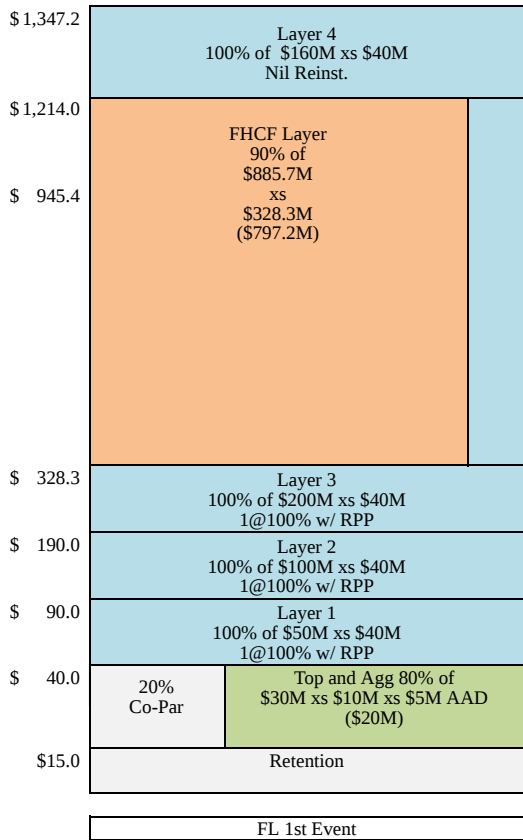 $1,347.2
Layer 4
100% of $160M xs $40M
Nil Reinst.
$1,214.0
FHCF Layer
90% of
$885.7M
xs
$328.3M
($797.2M)
$ 945.4
$ 328.3
Layer 3
100% of $200M xs $40M
1@100% w/ RPP
$ 190.0
Layer 2
100% of $100M xs $40M
1@100% w/ RPP
$ 90.0
Layer 1
100% of $50M xs $40M
1@100% w/ RPP
$ 40.0
20%
Co-Par
Top and Agg 80% of
$30M xs $10M xs $5M AAD
($20M)
$15.0
Retention
FL 1st Event